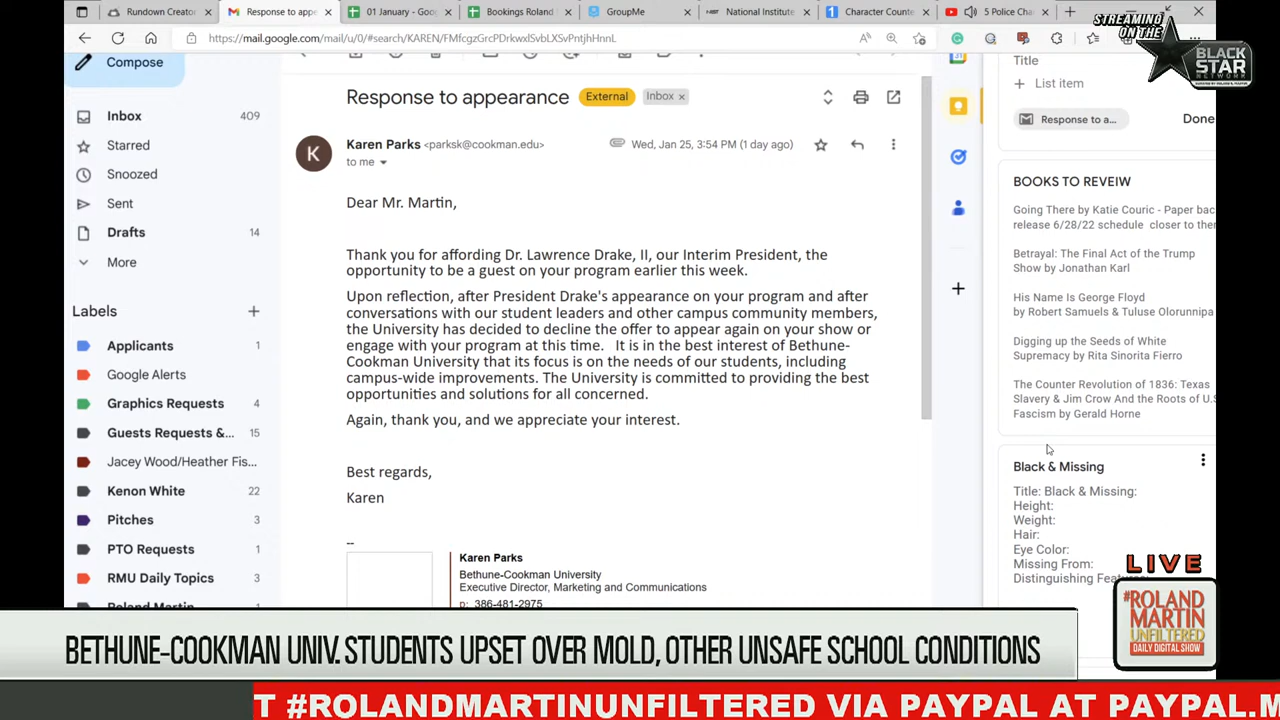 Rundown Creator
Response to appe
01 January - Goo
Bookings Roland
GroupMe
National Institute
Character Counte
5 Police Cha
STREAMING
ON THE
BLACK
STAR
NETWORK
https://mail.google.com/mail/u/0/#search/KAREN/FMfcgzGrcPDrkwxlSvbLXSvPntjhHnnL
Compose
Inbox 409
Starred
Snoozed
Sent
Drafts 14
More
Labels
Applicants 1
Google Alerts
Graphics Requests 4
Guests Requests &... 15
Jacey Wood/Heather Fis...
Kenon White 22
Pitches 3
PTO Requests 1
RMU Daily Topics 3
Roland Martin 1
Response to appearance External Inbox ×
K
Karen Parks <parksk@cookman.edu> Wed, Jan 25, 3:54 PM (1 day ago)
to me
Dear Mr. Martin,
Thank you for affording Dr. Lawrence Drake, II, our Interim President, the
opportunity to be a guest on your program earlier this week.
Upon reflection, after President Drake's appearance on your program and after
conversations with our student leaders and other campus community members,
the University has decided to decline the offer to appear again on your show or
engage with your program at this time. It is in the best interest of Bethune-
Cookman University that its focus is on the needs of our students, including
campus-wide improvements. The University is committed to providing the best
opportunities and solutions for all concerned.
Again, thank you, and we appreciate your interest.
Best regards,
Karen
--
Karen Parks
Bethune-Cookman University
Executive Director, Marketing and Communications
p: 386-481-2975
Title
List item
Response to a...
Done
BOOKS TO REVEIW
Going There by Katie Couric - Paper bac
release 6/28/22 schedule closer to ther
Betrayal: The Final Act of the Trump
Show by Jonathan Karl
His Name Is George Floyd
by Robert Samuels & Tuluse Olorunnipa
Digging up the Seeds of White
Supremacy by Rita Sinorita Fierro
The Counter Revolution of 1836: Texas
Slavery & Jim Crow And the Roots of U.S
Fascism by Gerald Horne
Black & Missing
Title: Black & Missing:
Height:
Weight:
Hair:
Eye Color:
Missing From:
Distinguishing Features:
LIVE
#ROLAND
MARTIN
UNFILTERED
DAILY DIGITAL SHOW
BETHUNE-COOKMAN UNIV. STUDENTS UPSET OVER MOLD, OTHER UNSAFE SCHOOL CONDITIONS
T #ROLANDMARTINUNFILTERED VIA PAYPAL AT PAYPAL.M